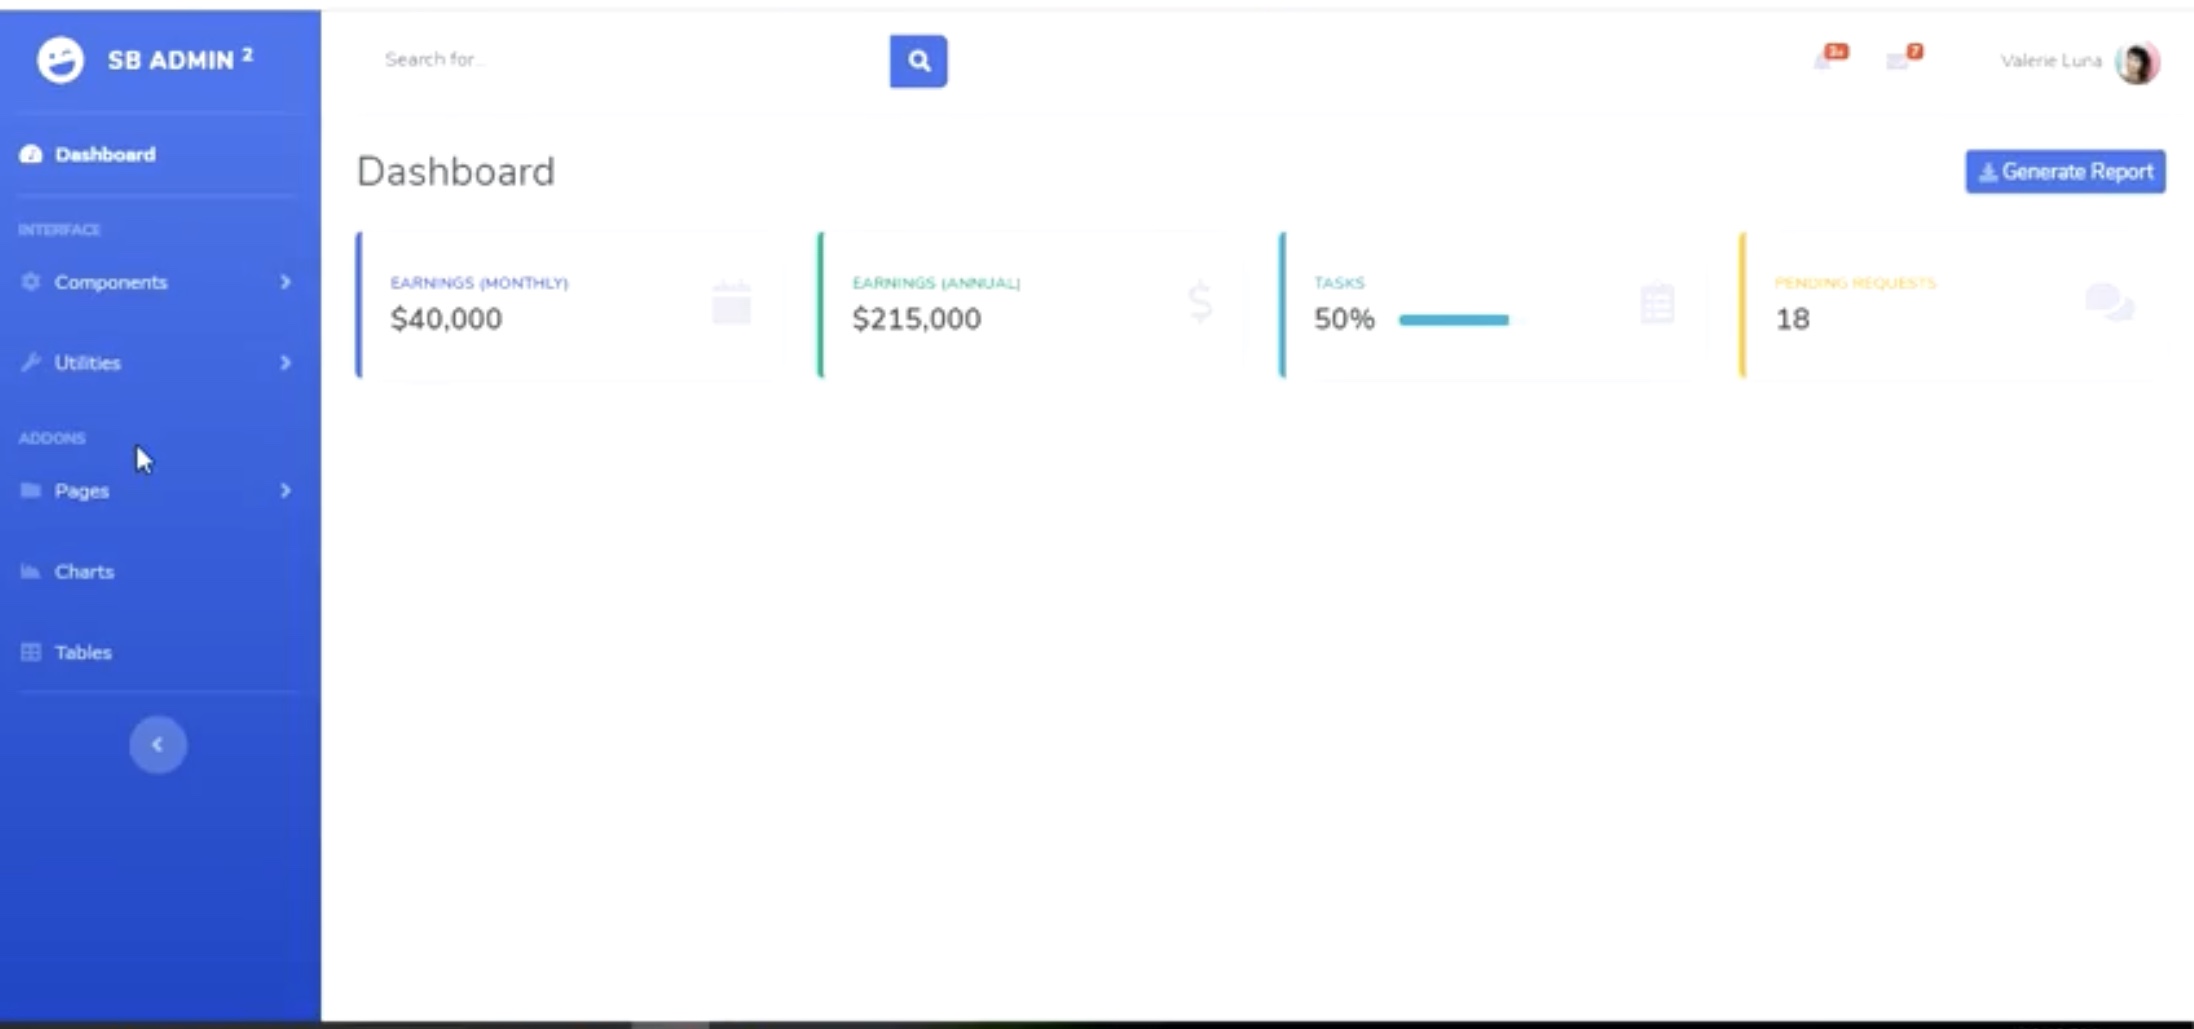 SB ADMIN 2
Search for...
3+
7
Valerie Luna
Dashboard
Dashboard
Generate Report
INTERFACE
Components
Utilities
ADDONS
Pages
Charts
Tables
EARNINGS (MONTHLY)
$40,000
EARNINGS (ANNUAL)
$215,000
TASKS
50%
PENDING REQUESTS
18